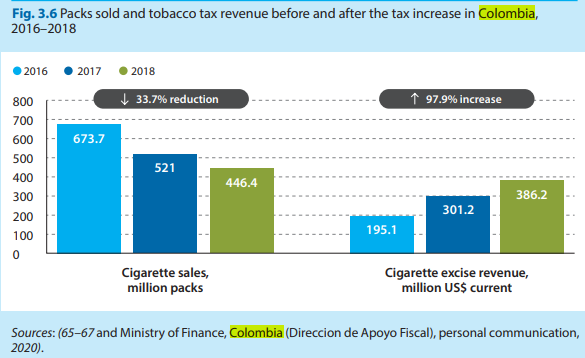 Fig. 3.6 Packs sold and tobacco tax revenue before and after the tax increase in Colombia,
2016–2018
2016 2017 2018
↓ 33.7% reduction
↑ 97.9% increase
800
700
600
500
400
300
200
100
0
673.7
521
446.4
195.1
301.2
386.2
Cigarette sales,
million packs
Cigarette excise revenue,
million US$ current
Sources: (65–67 and Ministry of Finance, Colombia (Direccion de Apoyo Fiscal), personal communication,
2020).